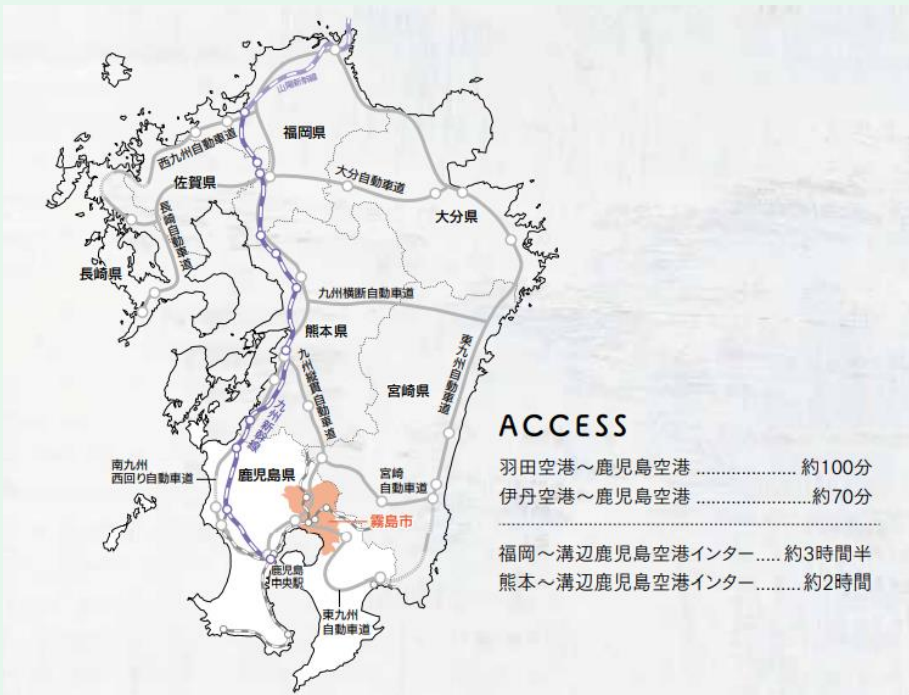 山陽新幹線
福岡県
西九州自動車道
佐賀県
大分自動車道
大分県
長崎自動車道
長崎県
九州横断自動車道
熊本県
九州縦貫自動車道
東九州自動車道
宮崎県
九州新幹線
南九州
西回り自動車道
鹿児島県
宮崎
自動車道
霧島市
鹿児島
中央駅
東九州
自動車道
ACCESS
羽田空港〜鹿児島空港 .................... 約100分
伊丹空港〜鹿児島空港 .......................約70分
福岡〜溝辺鹿児島空港インター..... 約3時間半
熊本〜溝辺鹿児島空港インター........ 約2時間